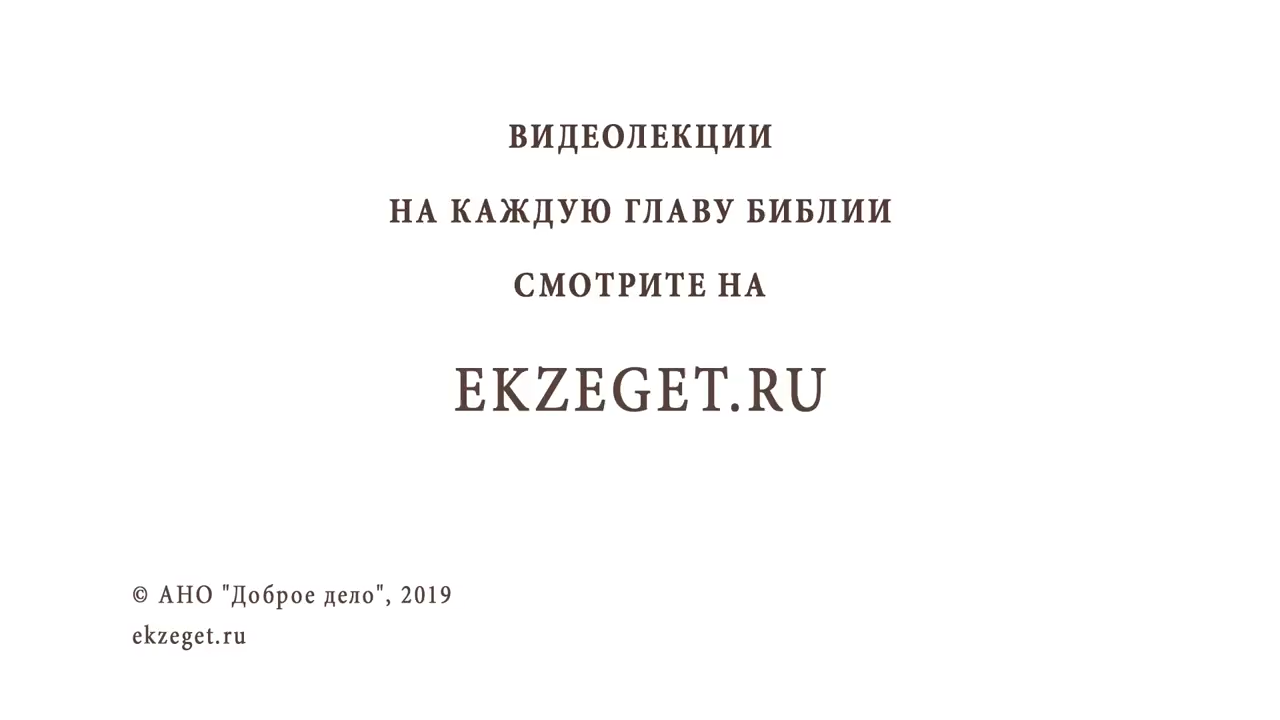 ВИДЕОЛЕКЦИИ
НА КАЖДУЮ ГЛАВУ БИБЛИИ
СМОТРИТЕ НА
EKZEGET.RU
© АНО "Доброе дело", 2019
ekzeget.ru